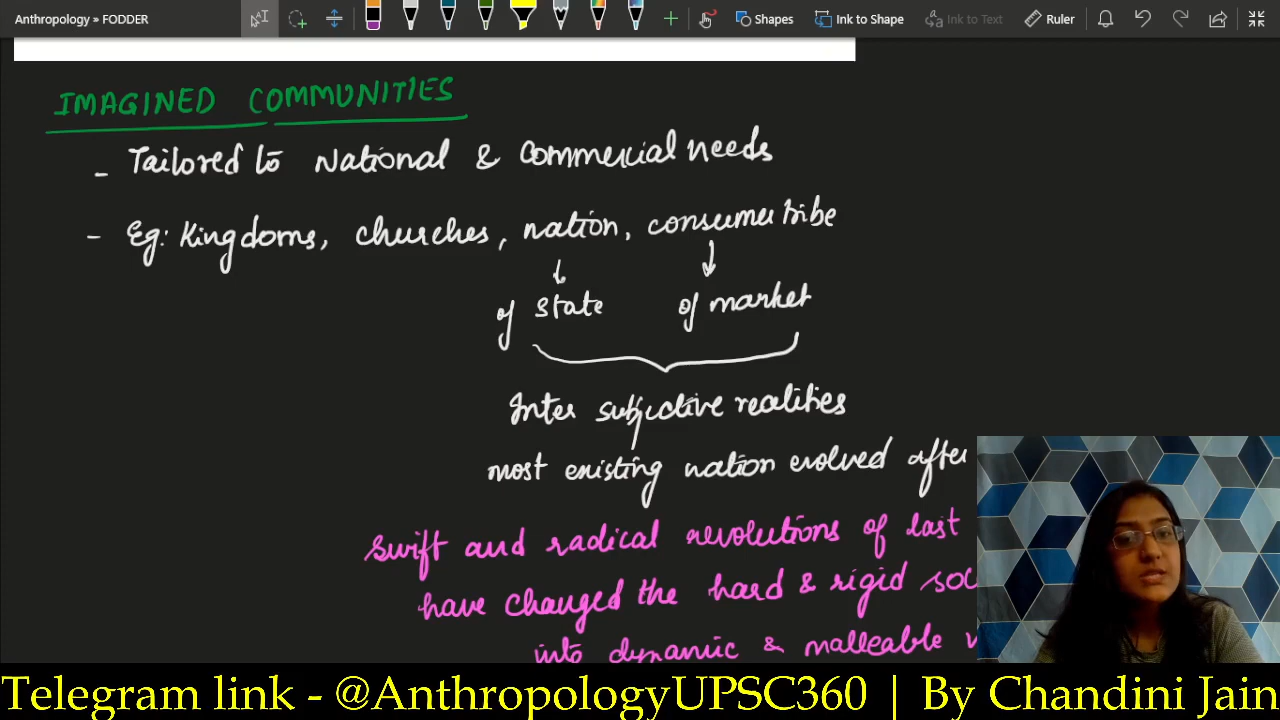 Anthropology » FODDER
Shapes
Ink to Shape
Ink to Text
Ruler
IMAGINED COMMUNITIES
- Tailored to National & Commercial needs
- Eg: Kingdoms, churches, nation, consumer tribe
of state of market
Inter subjective realities
most existing nation evolved after
swift and radical revolutions of last
have changed the hard & rigid soc
into dynamic & malleable
Telegram link - @AnthropologyUPSC360 | By Chandini Jain